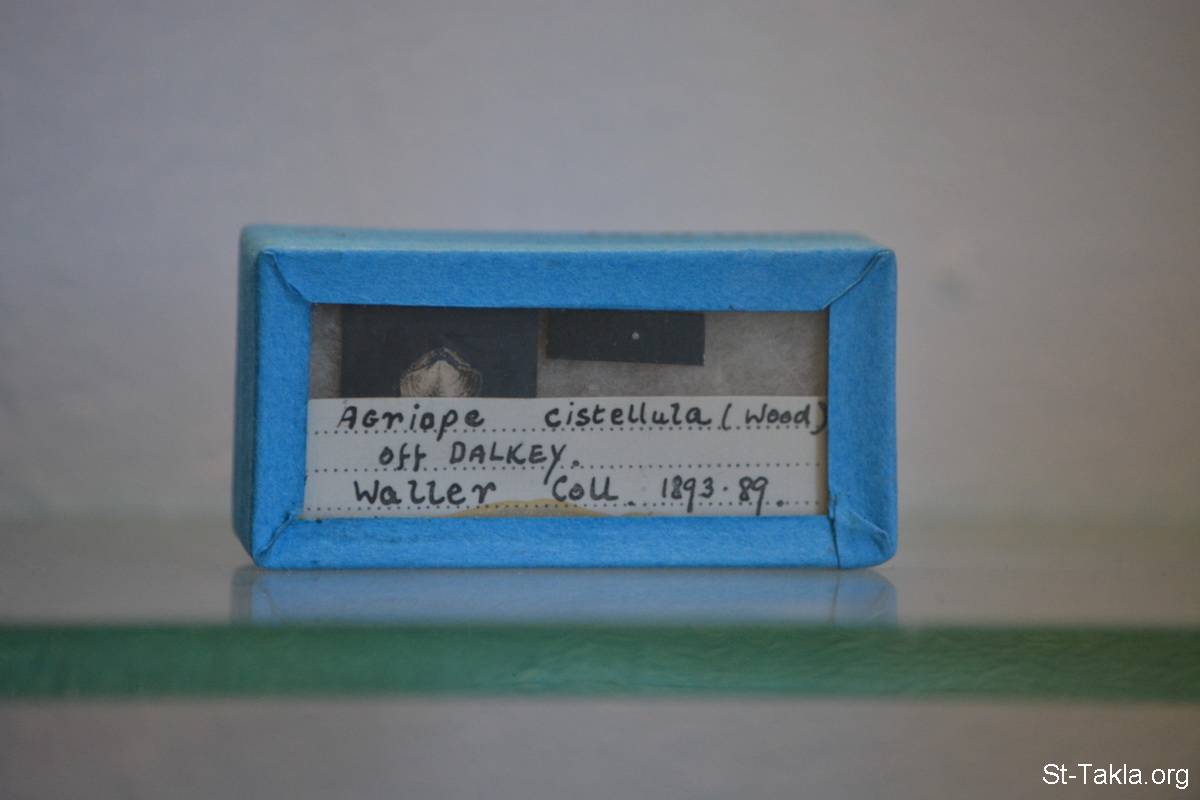 Agriope cistellula (Wood)
off DALKEY.
Waller Coll. 1893.89.
St-Takla.org